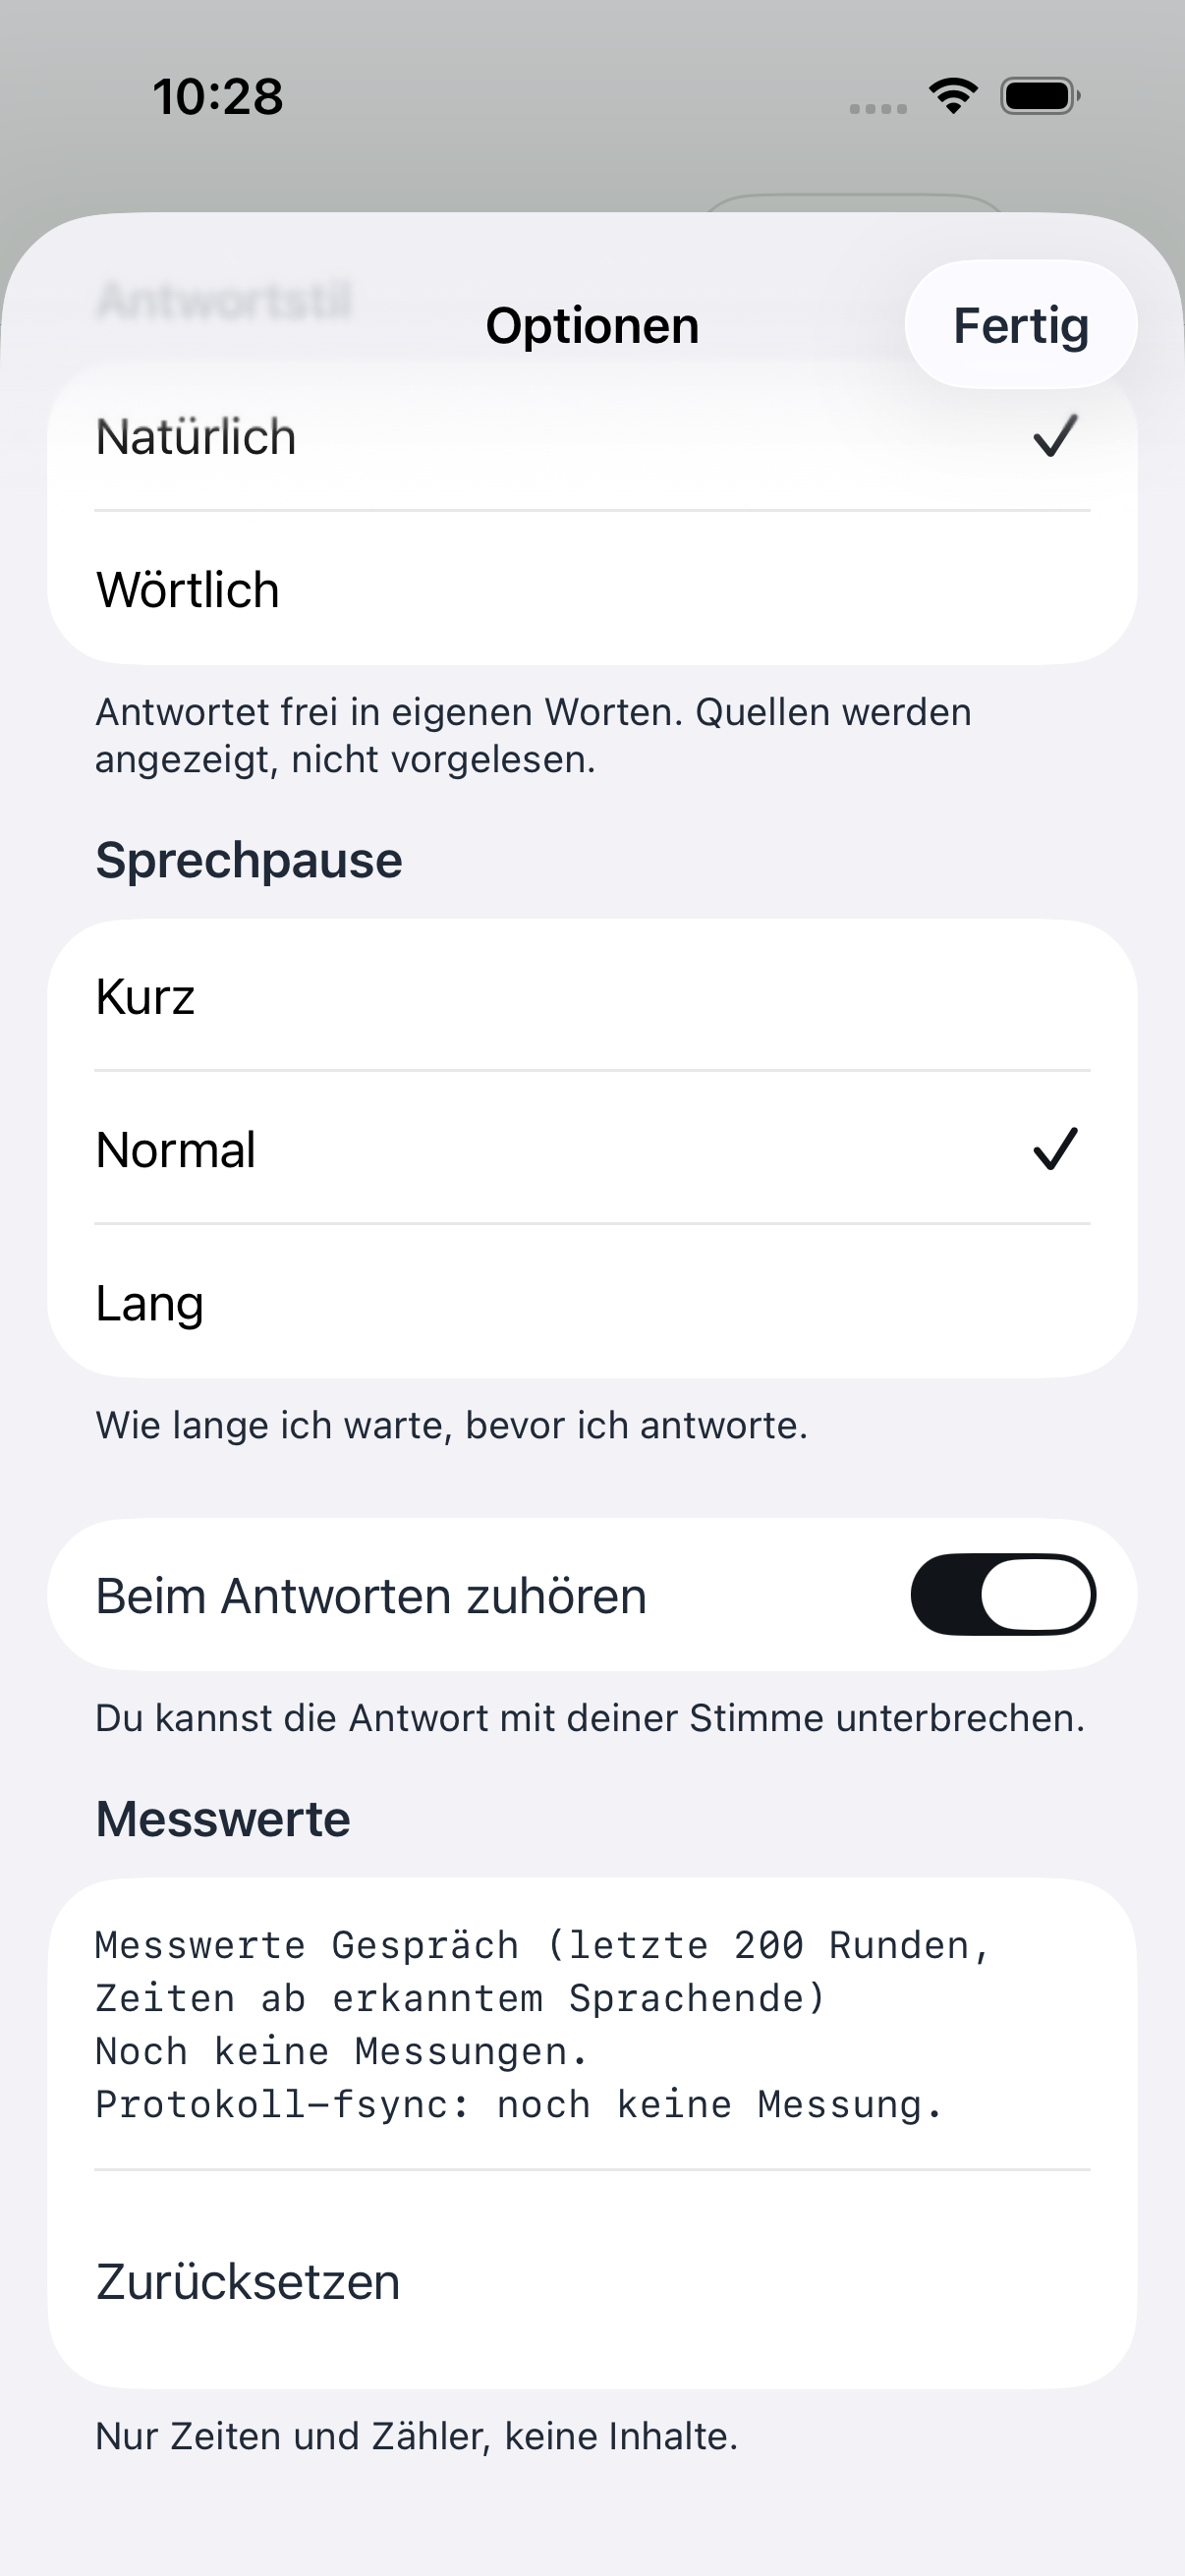 10:28
Antwortstil
Optionen
Fertig
Natürlich
Wörtlich
Antwortet frei in eigenen Worten. Quellen werden
angezeigt, nicht vorgelesen.
Sprechpause
Kurz
Normal
Lang
Wie lange ich warte, bevor ich antworte.
Beim Antworten zuhören
Du kannst die Antwort mit deiner Stimme unterbrechen.
Messwerte
Messwerte Gespräch (letzte 200 Runden,
Zeiten ab erkanntem Sprachende)
Noch keine Messungen.
Protokoll-fsync: noch keine Messung.
Zurücksetzen
Nur Zeiten und Zähler, keine Inhalte.